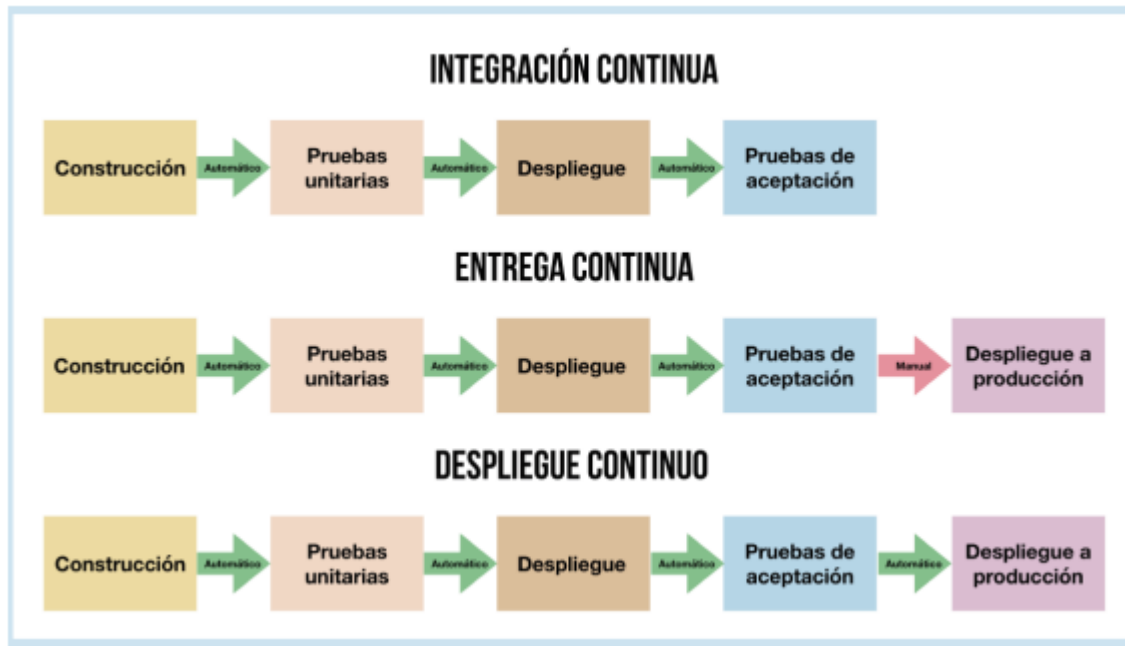 INTEGRACIÓN CONTINUA
Construcción
Automático
Pruebas
unitarias
Automático
Despliegue
Automático
Pruebas de
aceptación
ENTREGA CONTINUA
Construcción
Automático
Pruebas
unitarias
Automático
Despliegue
Automático
Pruebas de
aceptación
Manual
Despliegue a
producción
DESPLIEGUE CONTINUO
Construcción
Automático
Pruebas
unitarias
Automático
Despliegue
Automático
Pruebas de
aceptación
Automático
Despliegue a
producción